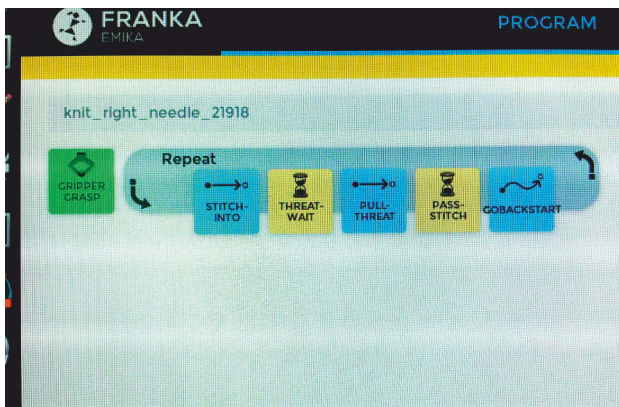 FRANKA
EMIKA
PROGRAM
knit_right_needle_21918
Repeat
GRIPPER
GRASP
STITCH-
INTO
THREAT-
WAIT
PULL-
THREAT
PASS-
STITCH
GOBACKSTART